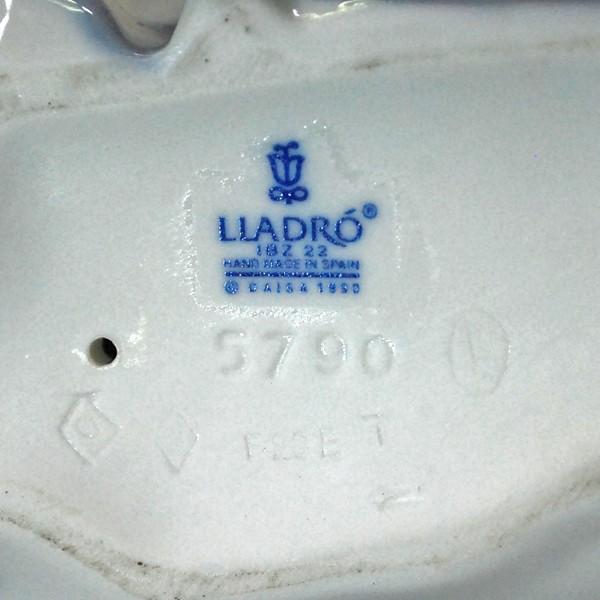 LLADRÓ®
HAND MADE IN SPAIN
© DAISA 1990
5790